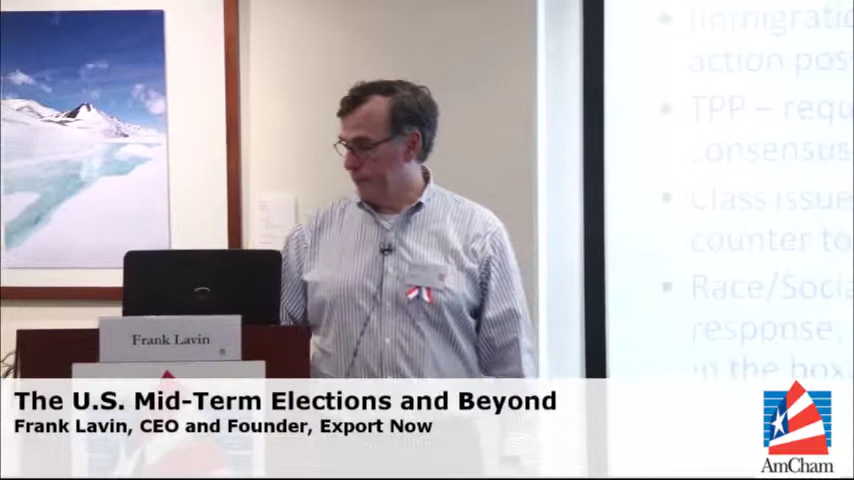 (Immigratio
action pos
TPP – requ
consensus
Class issue
counter to
Race/Socia
response,
in the box
Frank Lavin
The U.S. Mid-Term Elections and Beyond
Frank Lavin, CEO and Founder, Export Now
AmCham